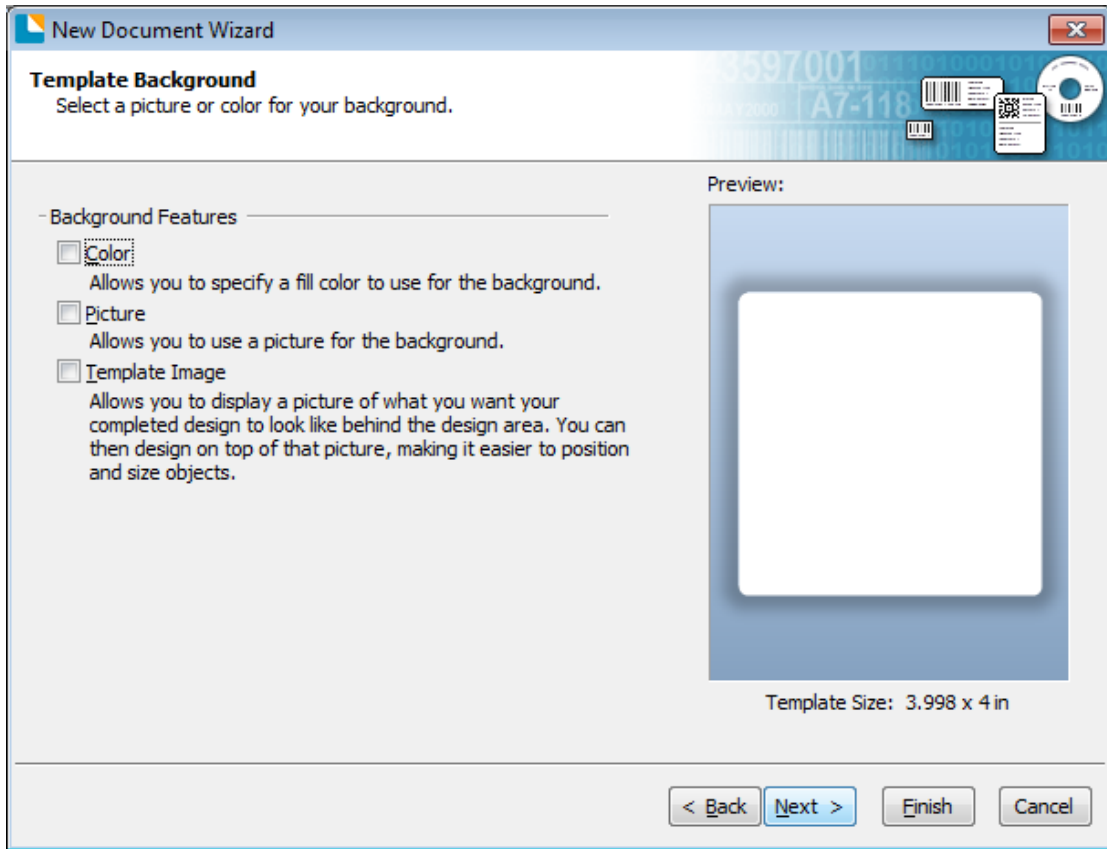 New Document Wizard
Template Background
Select a picture or color for your background.
43597001
A7-118
Preview:
Background Features
Color
Allows you to specify a fill color to use for the background.
Picture
Allows you to use a picture for the background.
Template Image
Allows you to display a picture of what you want your
completed design to look like behind the design area. You can
then design on top of that picture, making it easier to position
and size objects.
Template Size: 3.998 x 4 in
< Back
Next >
Finish
Cancel